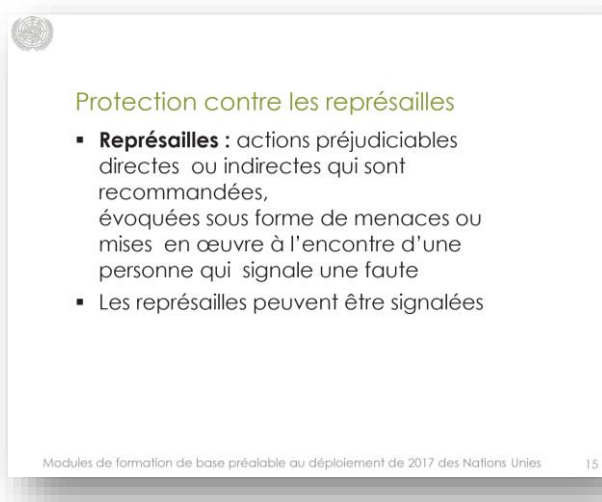 Protection contre les représailles
▪ Représailles : actions préjudiciables
directes ou indirectes qui sont
recommandées,
évoquées sous forme de menaces ou
mises en œuvre à l'encontre d'une
personne qui signale une faute
▪ Les représailles peuvent être signalées
Modules de formation de base préalable au déploiement de 2017 des Nations Unies 15